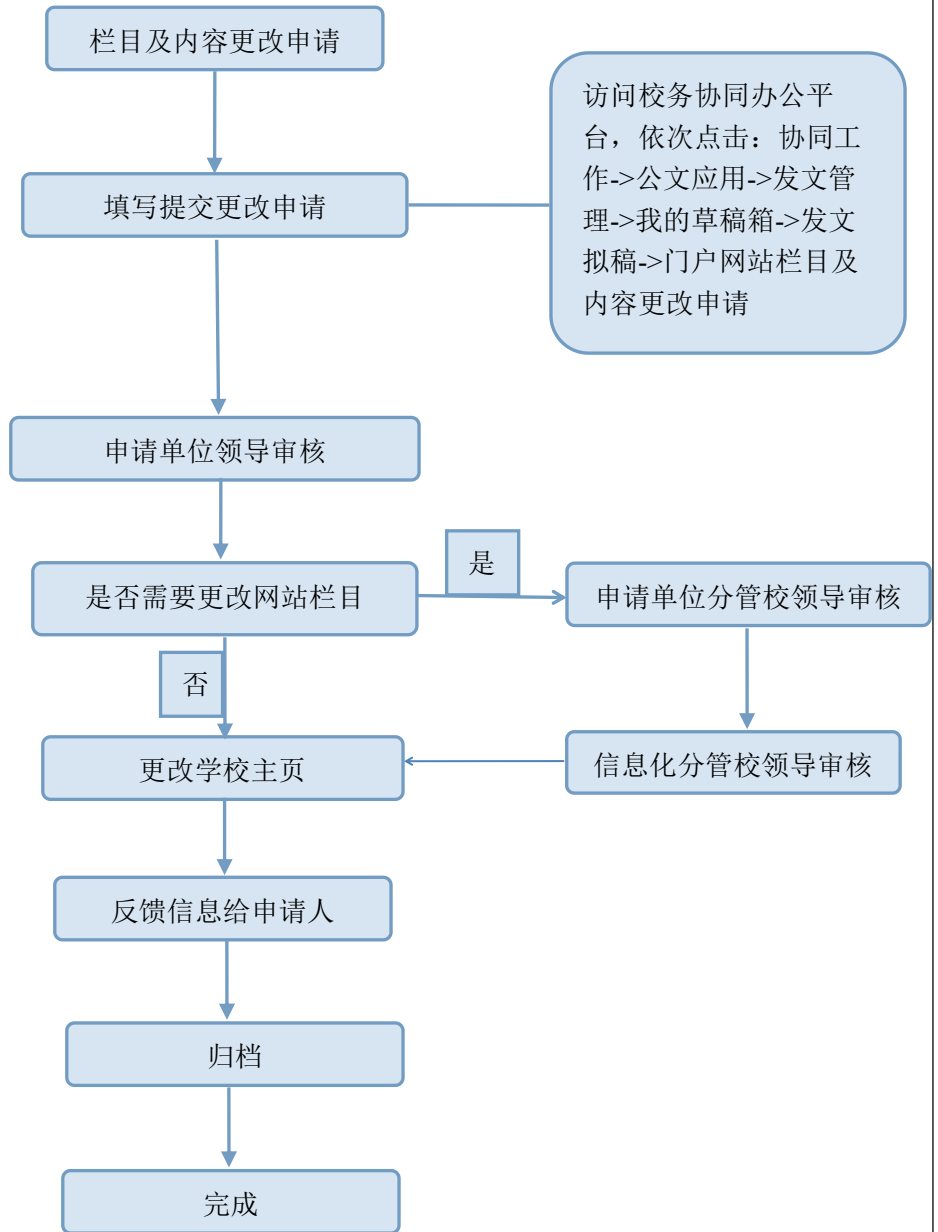 栏目及内容更改申请
访问校务协同办公平
台，依次点击：协同工
作->公文应用->发文管
理->我的草稿箱->发文
拟稿->门户网站栏目及
内容更改申请
填写提交更改申请
申请单位领导审核
是否需要更改网站栏目
是
申请单位分管校领导审核
否
更改学校主页
信息化分管校领导审核
反馈信息给申请人
归档
完成